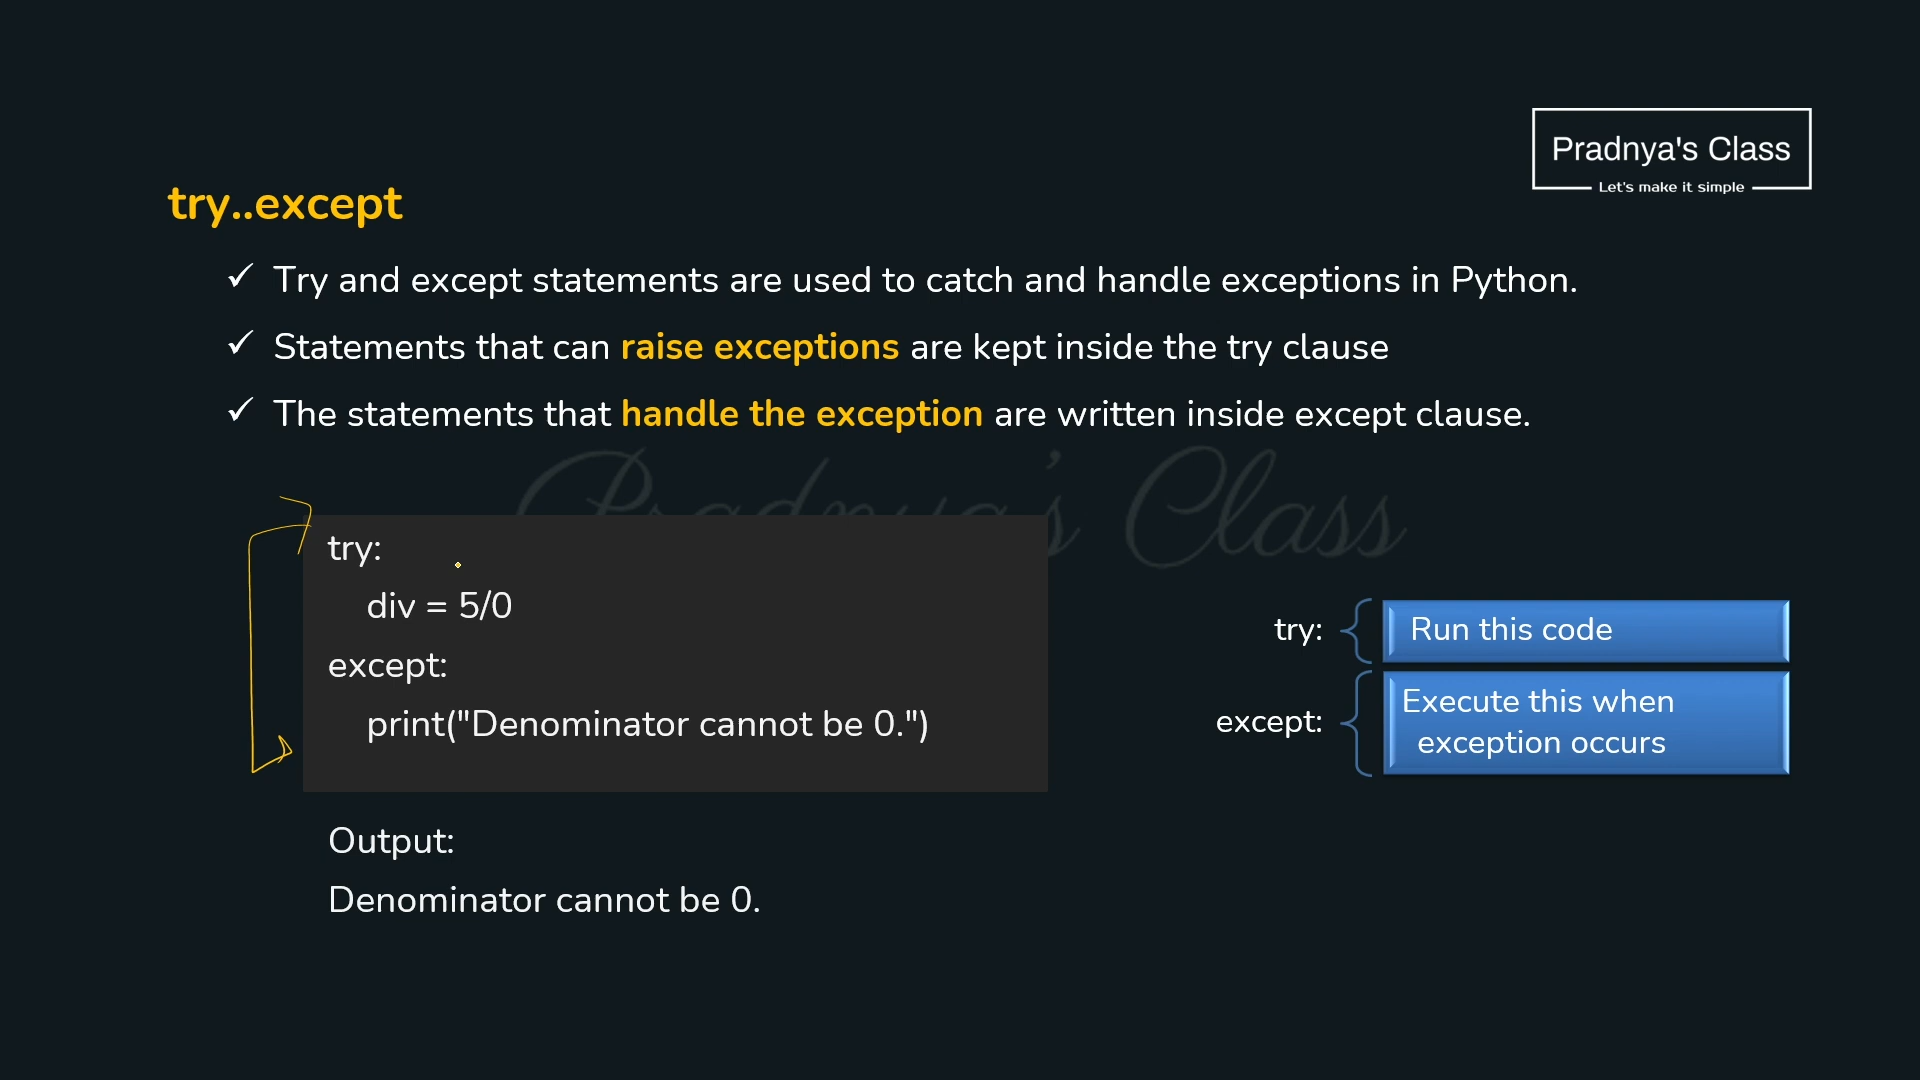 Pradnya's Class
Let's make it simple
try..except
✓ Try and except statements are used to catch and handle exceptions in Python.
✓ Statements that can raise exceptions are kept inside the try clause
✓ The statements that handle the exception are written inside except clause.
Pradnya's Class
try:
div = 5/0
except:
print("Denominator cannot be 0.")
try:
Run this code
except:
Execute this when
exception occurs
Output:
Denominator cannot be 0.